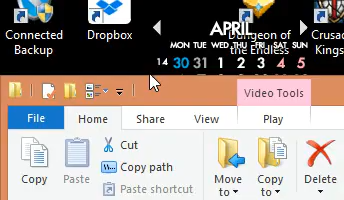 Connected
Backup
Dropbox
APRIL
Dungeon of
the Endless
Crusa
Kings
MON TUE WED THU FRI SAT SUN
14 30 31 1 2 3 4 5
Video Tools
File Home Share View Play
Copy
Paste
Cut
Copy path
Paste shortcut
Move
to
Copy
to
Delete